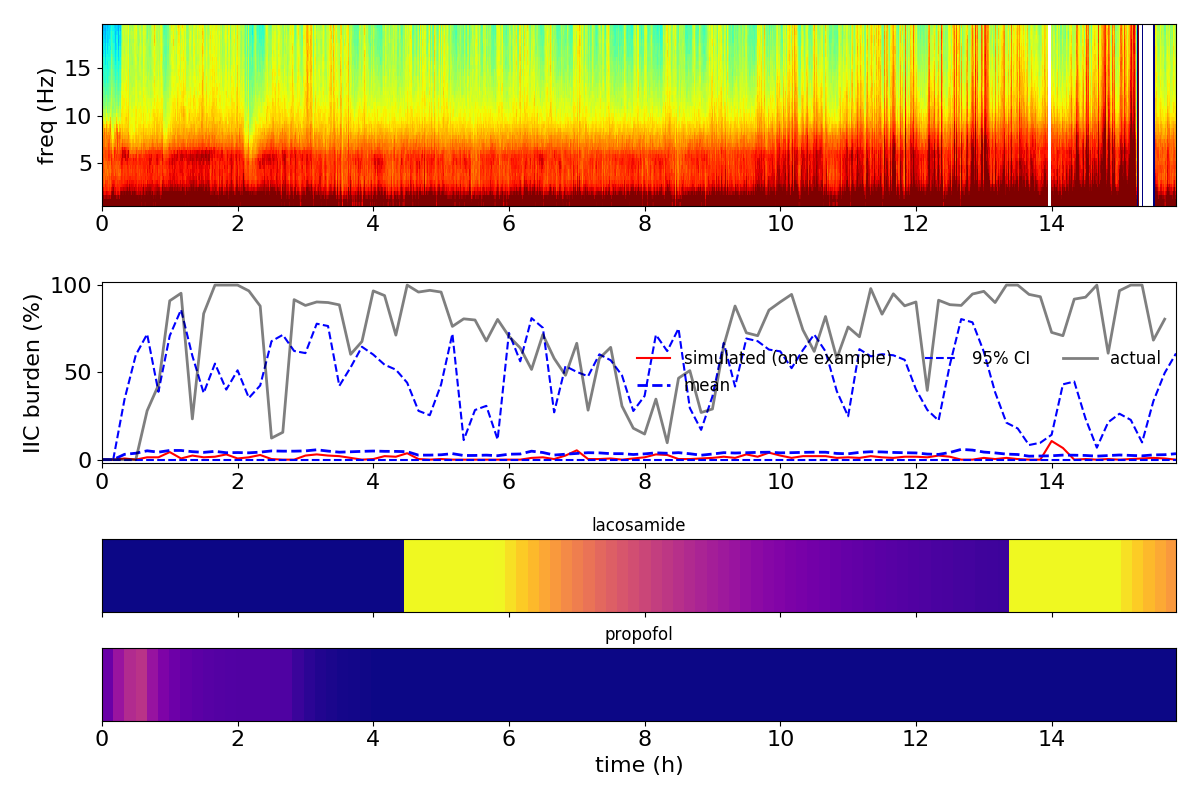 freq (Hz)
15
10
5
0 2 4 6 8 10 12 14
IIC burden (%)
100
50
0
simulated (one example) 95% CI actual
mean
0 2 4 6 8 10 12 14
lacosamide
propofol
0 2 4 6 8 10 12 14
time (h)